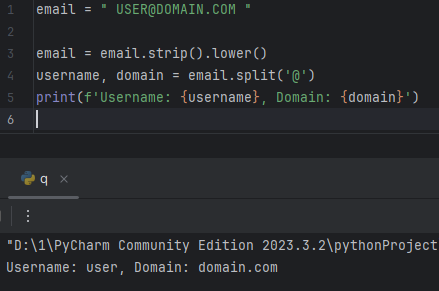 1 email = " USER@DOMAIN.COM "
2
3 email = email.strip().lower()
4 username, domain = email.split('@')
5 print(f'Username: {username}, Domain: {domain}')
6
q ×
"D:\1\PyCharm Community Edition 2023.3.2\pythonProject
Username: user, Domain: domain.com